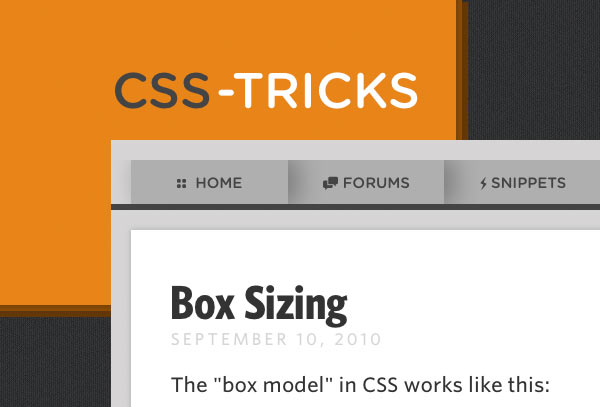 CSS-TRICKS
HOME FORUMS SNIPPETS
Box Sizing
SEPTEMBER 10, 2010
The "box model" in CSS works like this: